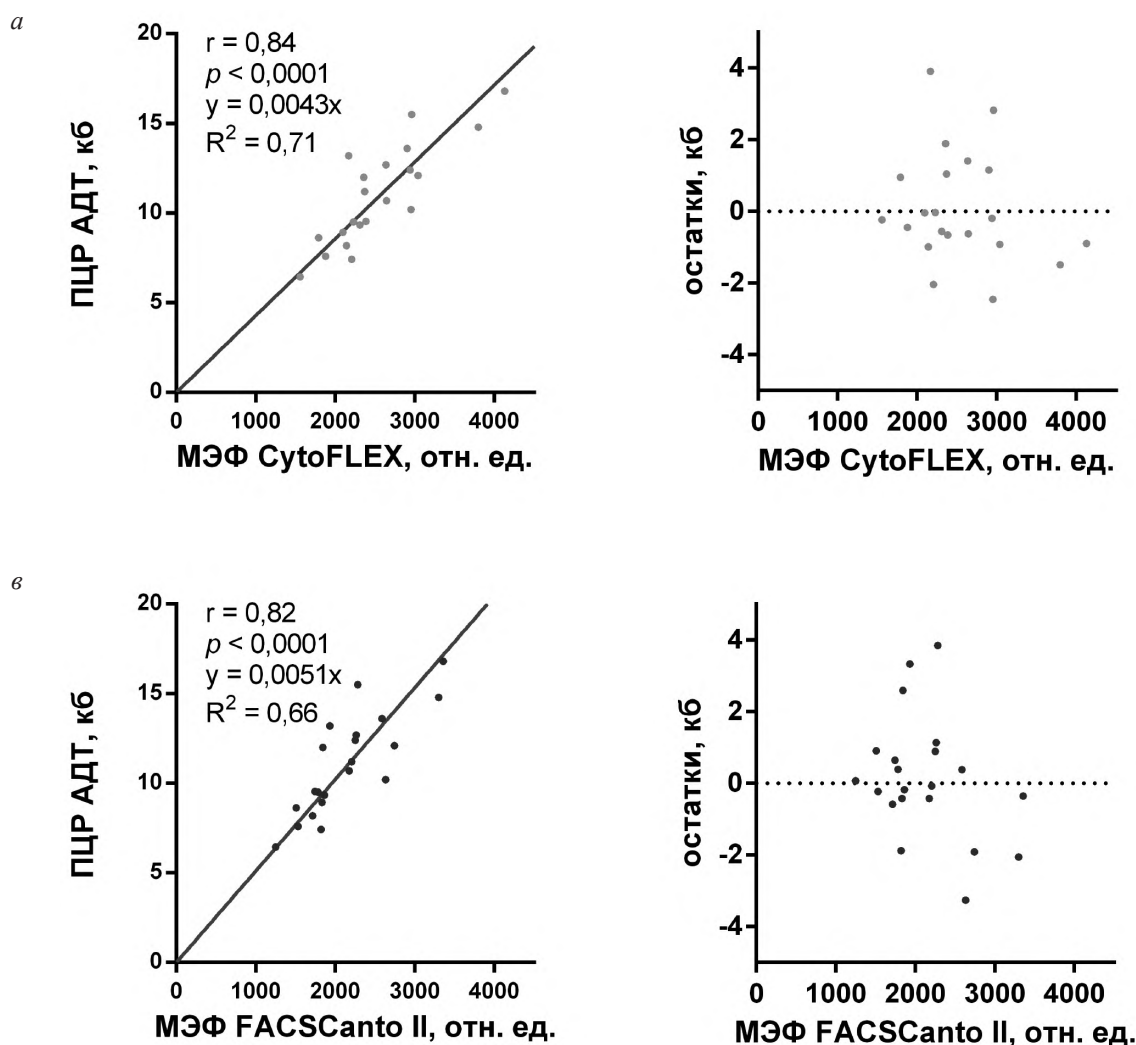 а
20
15
10
5
0
ПЦР АДТ, кб
r = 0,84
p < 0,0001
y = 0,0043x
R² = 0,71
0 1000 2000 3000 4000
МЭФ CytoFLEX, отн. ед.
4
2
0
-2
-4
остатки, кб
0 1000 2000 3000 4000
МЭФ CytoFLEX, отн. ед.
в
20
15
10
5
0
ПЦР АДТ, кб
r = 0,82
p < 0,0001
y = 0,0051x
R² = 0,66
0 1000 2000 3000 4000
МЭФ FACSCanto II, отн. ед.
4
2
0
-2
-4
остатки, кб
0 1000 2000 3000 4000
МЭФ FACSCanto II, отн. ед.